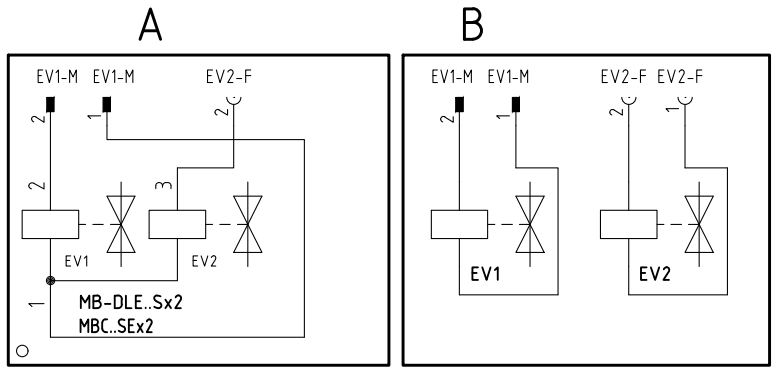 A
B
EV1-M EV1-M EV2-F
2 1 2
2 3
EV1 EV2
1
MB-DLE..Sx2
MBC..SEx2
EV1-M EV1-M EV2-F EV2-F
2 1 2 1
EV1 EV2